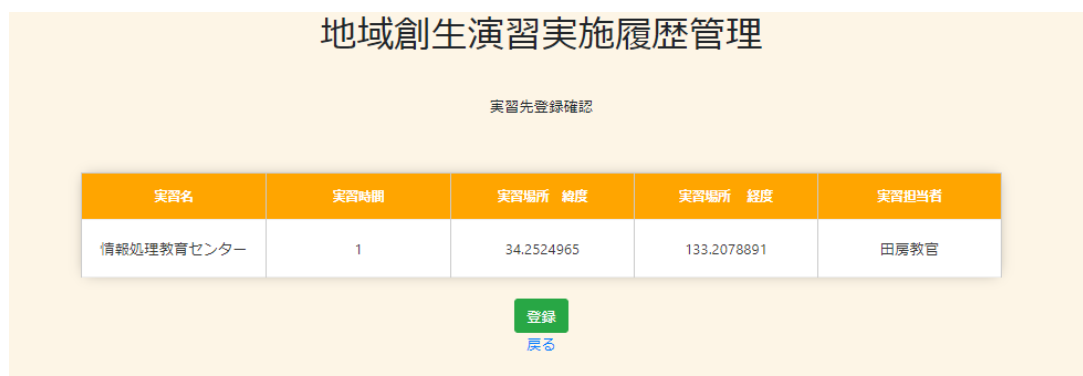 地域創生演習実施履歴管理
実習先登録確認
実習名 実習時間 実習場所　緯度 実習場所　経度 実習担当者
情報処理教育センター 1 34.2524965 133.2078891 田房教官
登録
戻る